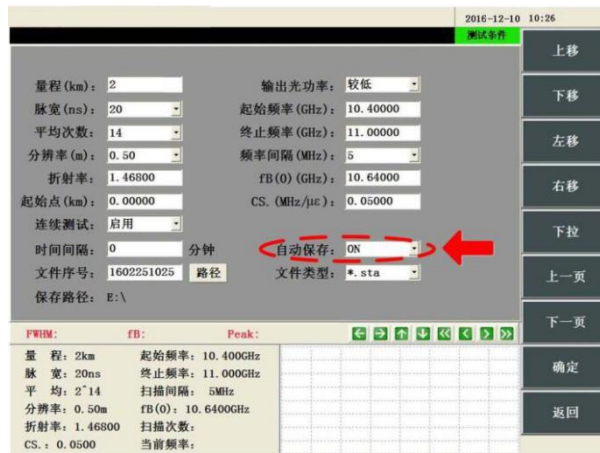 2016-12-10 10:26
测试条件
量程(km): 2 输出光功率: 较低
脉宽(ns): 20 起始频率(GHz): 10.40000
平均次数: 14 终止频率(GHz): 11.00000
分辨率(m): 0.50 频率间隔(MHz): 5
折射率: 1.46800 fB(0)(GHz): 10.64000
起始点(km): 0.00000 CS.(MHz/με): 0.05000
连续测试: 启用
时间间隔: 0 分钟 自动保存: ON
文件序号: 1602251025 路径 文件类型: *.sta
保存路径: E:\
FWHM: fB: Peak:
量 程: 2km 起始频率: 10.400GHz
脉 宽: 20ns 终止频率: 11.000GHz
平 均: 2^14 扫描间隔: 5MHz
分辨率: 0.50m fB(0): 10.6400GHz
折射率: 1.46800 扫描次数:
CS.: 0.0500 当前频率:
上移
下移
左移
右移
下拉
上一页
下一页
确定
返回